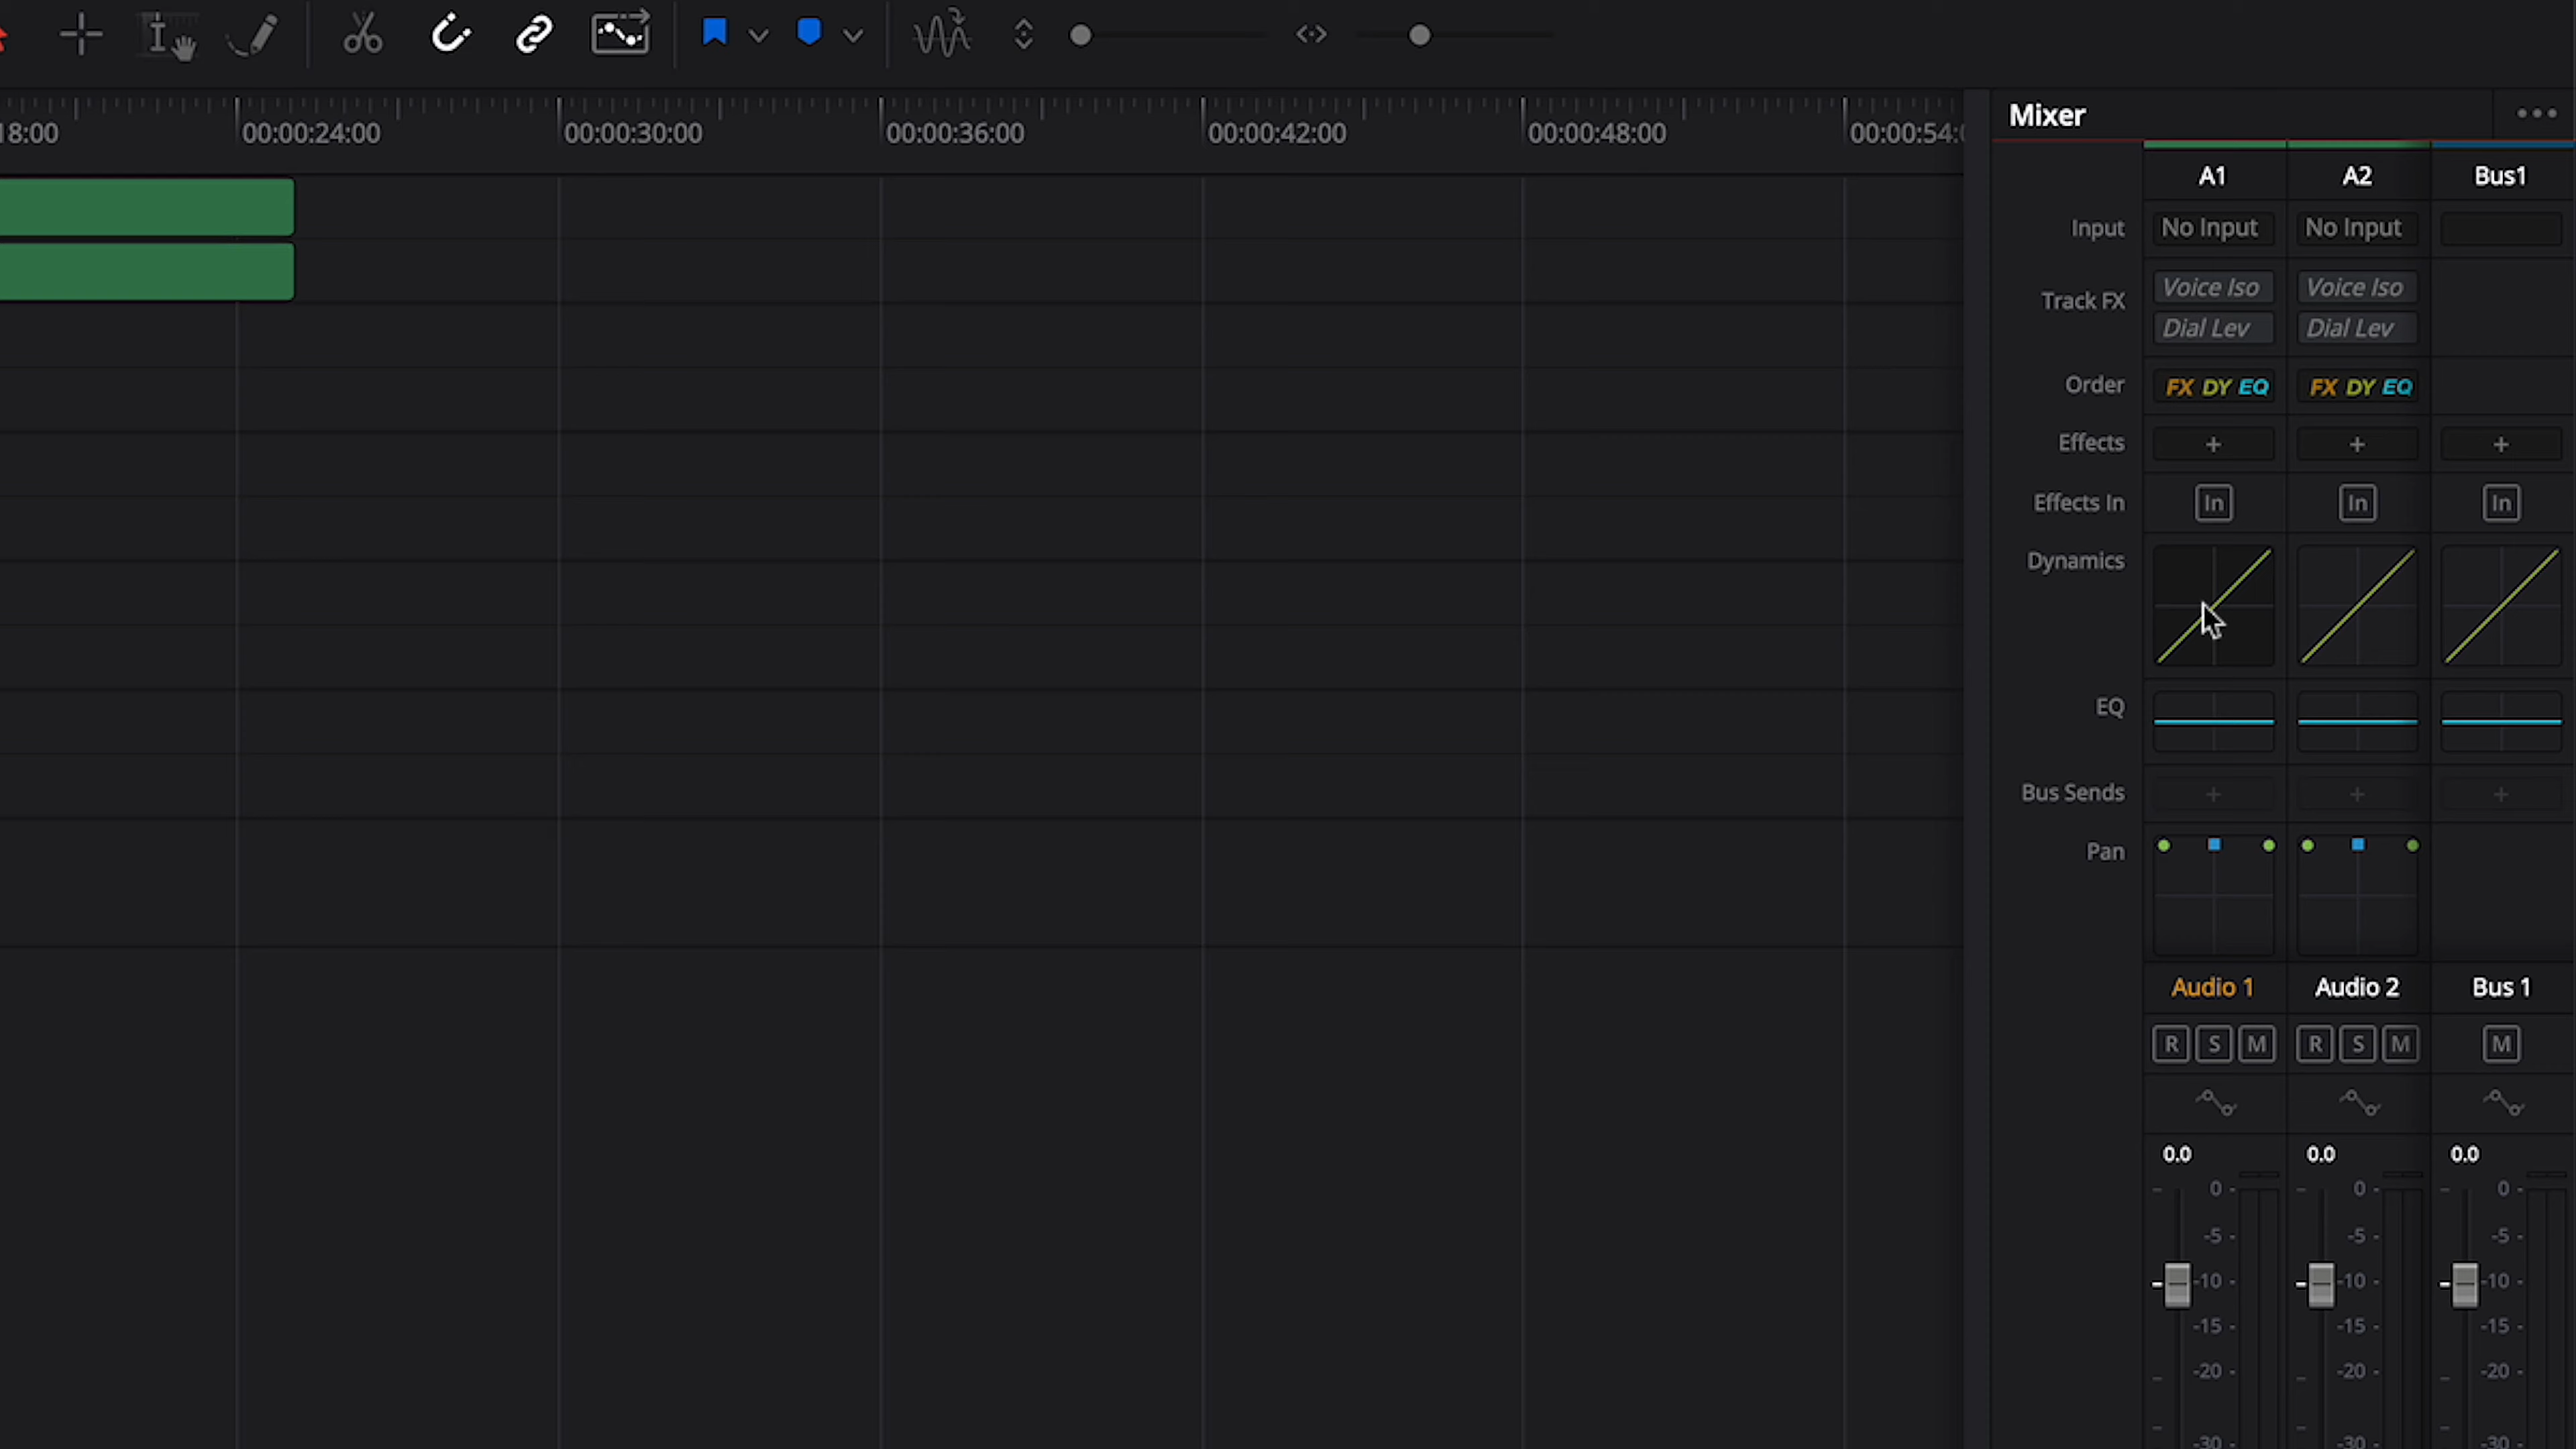 18:00 00:00:24:00 00:00:30:00 00:00:36:00 00:00:42:00 00:00:48:00 00:00:54:
Mixer
A1 A2 Bus1
Input No Input No Input
Track FX Voice Iso Voice Iso
Dial Lev Dial Lev
Order FX DY EQ FX DY EQ
Effects + + +
Effects In In In In
Dynamics
EQ
Bus Sends + + +
Pan
Audio 1 Audio 2 Bus 1
R S M R S M M
0.0 0.0 0.0
0 0 0
-5 -5 -5
-10 -10 -10
-15 -15 -15
-20 -20 -20
-30 -30 -30